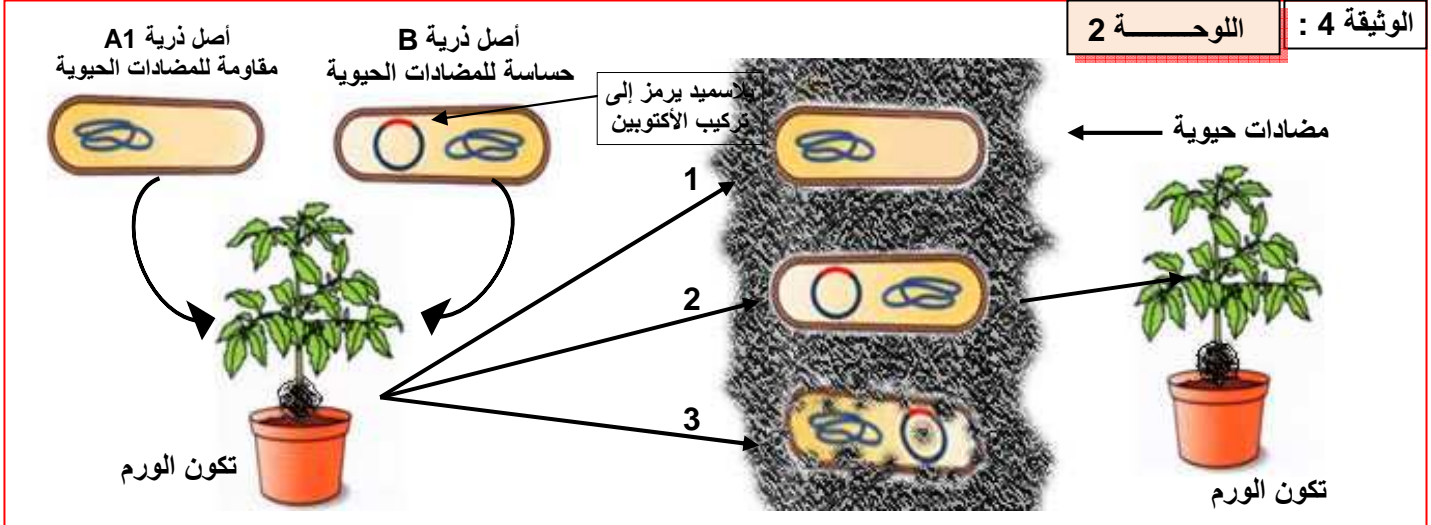 الوثيقة 4 :
اللوحـــــــــة 2
أصل ذرية B
حساسة للمضادات الحيوية
أصل ذرية A1
مقاومة للمضادات الحيوية
بلاسميد يرمز إلى
تركيب الأكتوبين
مضادات حيوية
1
2
3
تكون الورم
تكون الورم